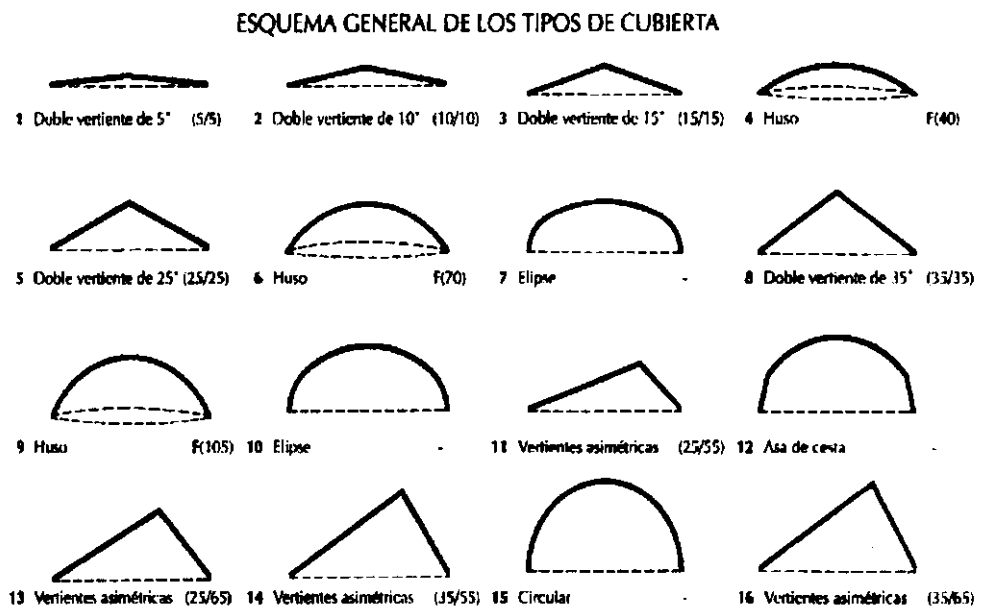 ESQUEMA GENERAL DE LOS TIPOS DE CUBIERTA
1 Doble vertiente de 5° (5/5)
2 Doble vertiente de 10° (10/10)
3 Doble vertiente de 15° (15/15)
4 Huso F(40)
5 Doble vertiente de 25° (25/25)
6 Huso F(70)
7 Elipse -
8 Doble vertiente de 35° (35/35)
9 Huso F(105)
10 Elipse -
11 Vertientes asimétricas (25/55)
12 Asa de cesta -
13 Vertientes asimétricas (25/65)
14 Vertientes asimétricas (35/55)
15 Circular -
16 Vertientes asimétricas (35/65)